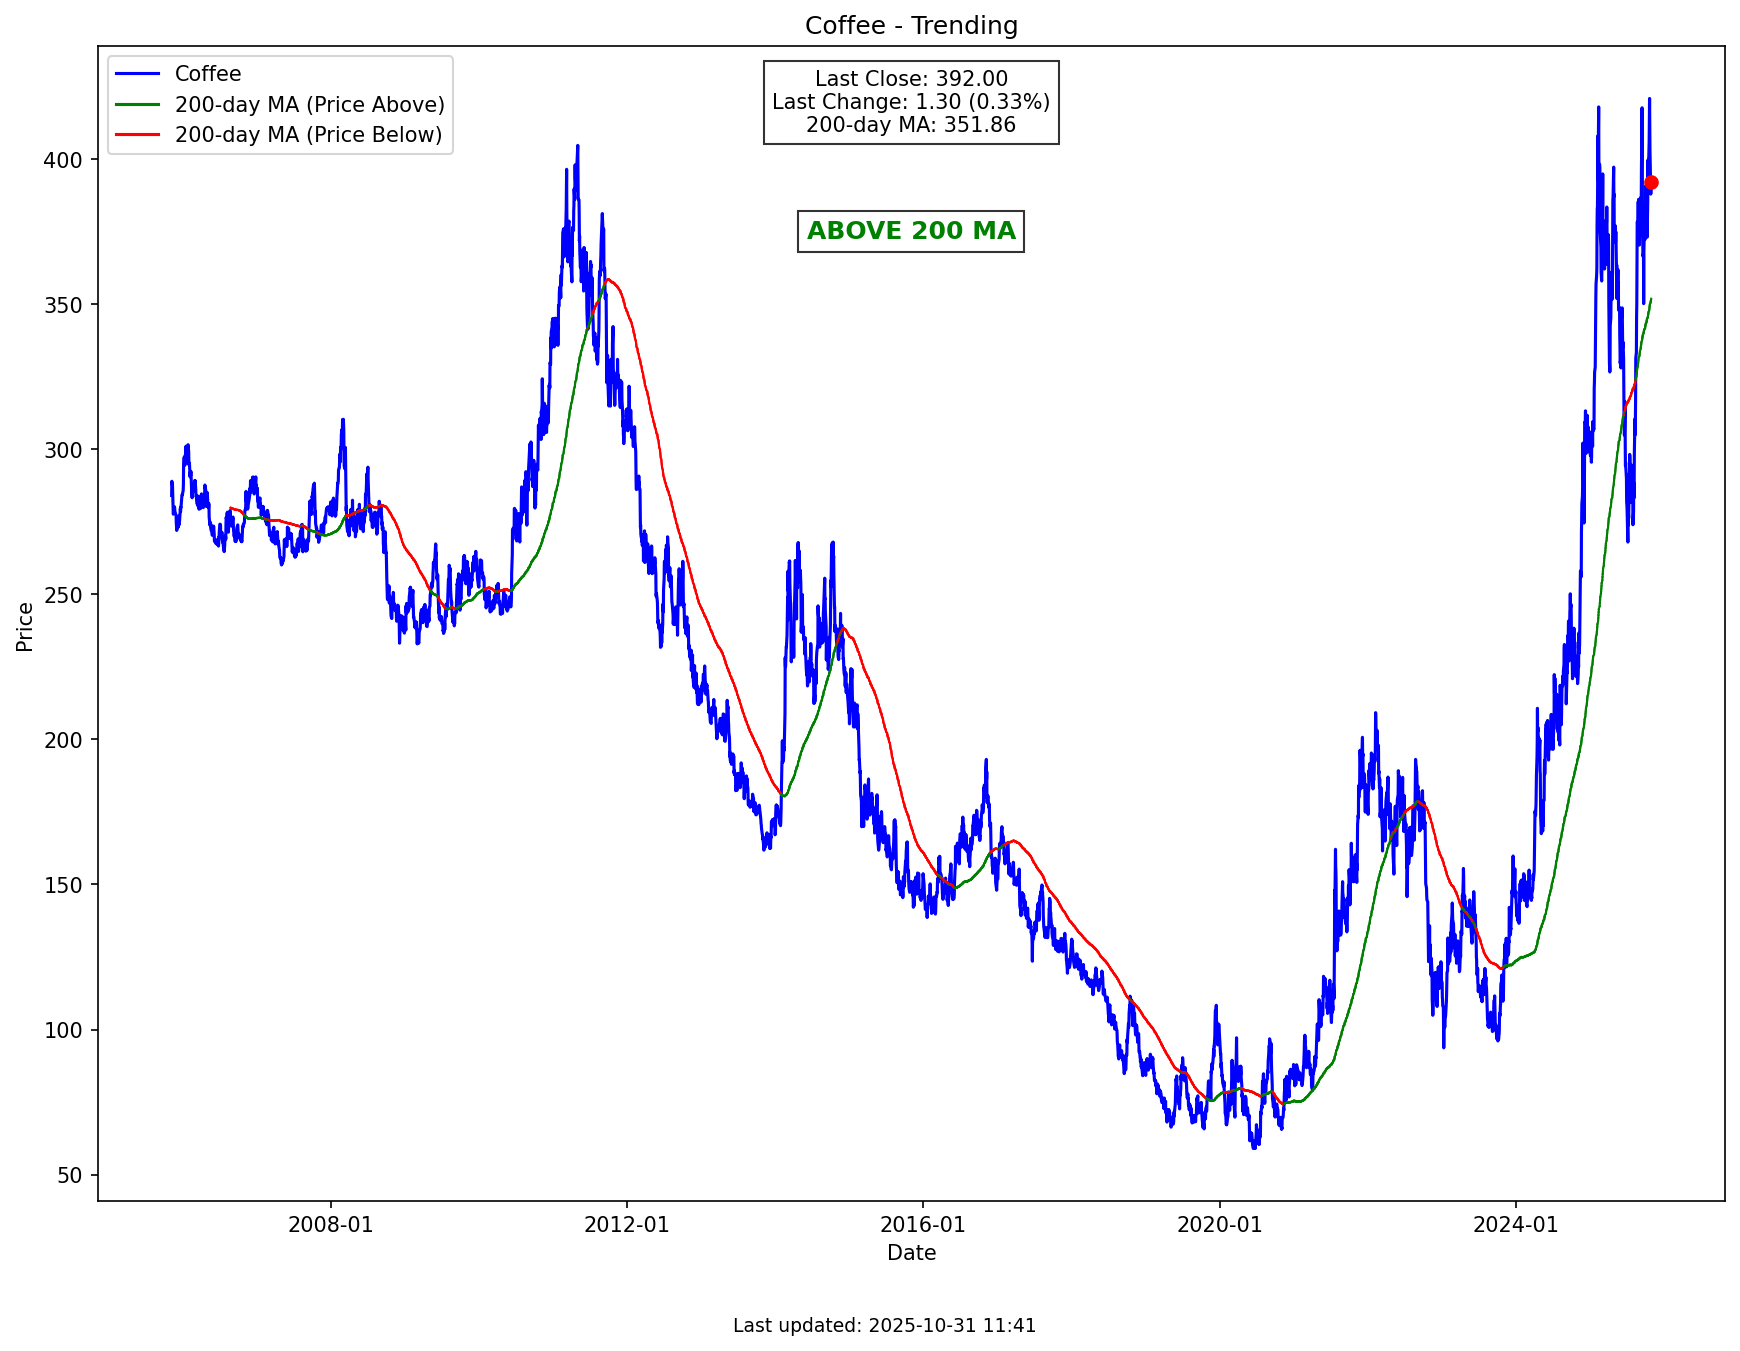 Coffee - Trending
Coffee
200-day MA (Price Above)
200-day MA (Price Below)
Last Close: 392.00
Last Change: 1.30 (0.33%)
200-day MA: 351.86
ABOVE 200 MA
400
350
300
250
200
150
100
50
Price
2008-01
2012-01
2016-01
2020-01
2024-01
Date
Last updated: 2025-10-31 11:41